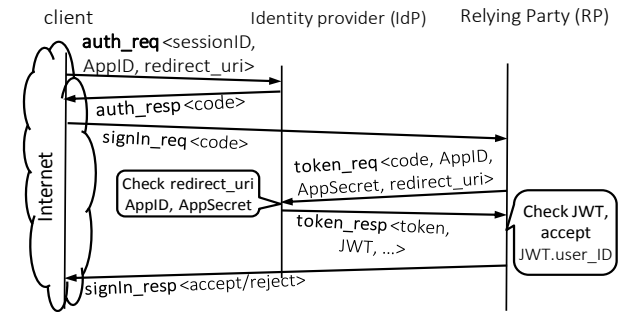 client
Identity provider (IdP)
Relying Party (RP)
auth_req <sessionID,
AppID, redirect_uri>
auth_resp <code>
signIn_req <code>
token_req <code, AppID,
AppSecret, redirect_uri>
Check redirect_uri
AppID, AppSecret
token_resp <token,
JWT, ...>
Check JWT,
accept
JWT.user_ID
signIn_resp <accept/reject>
Internet